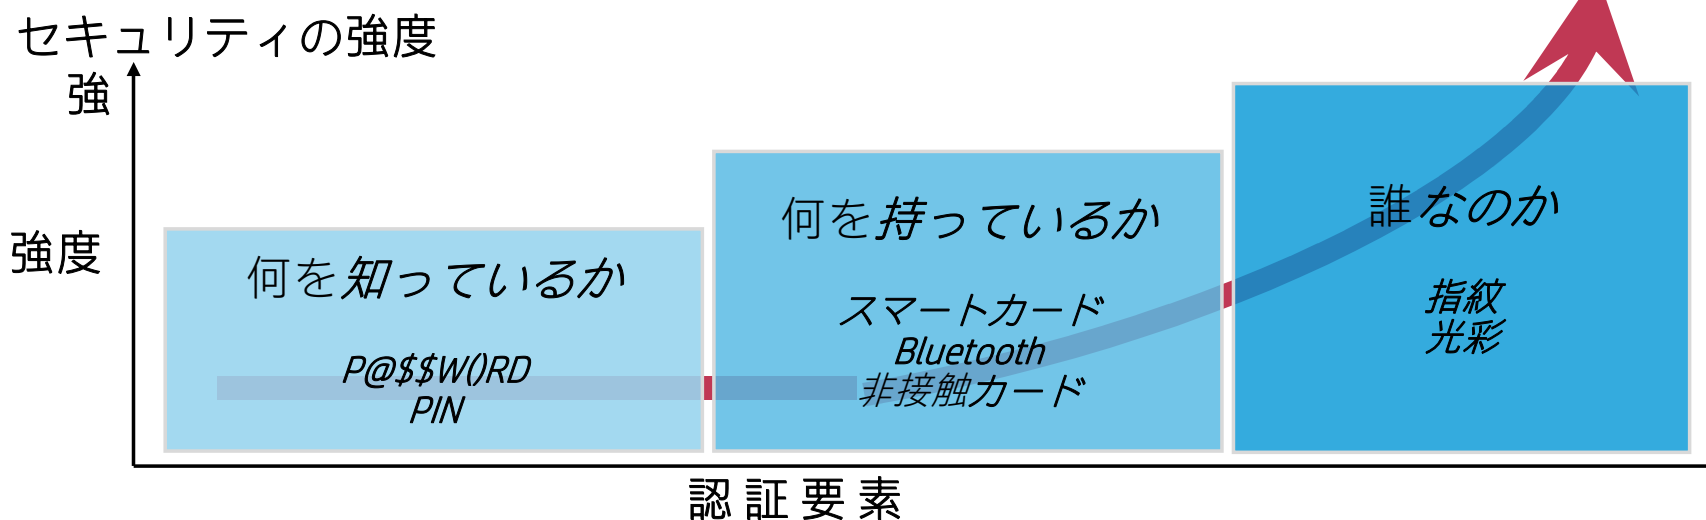 セキュリティの強度
強
強度
何を知っているか
P@$$W()RD
PIN
何を持っているか
スマートカード
Bluetooth
非接触カード
誰なのか
指紋
光彩
認証要素